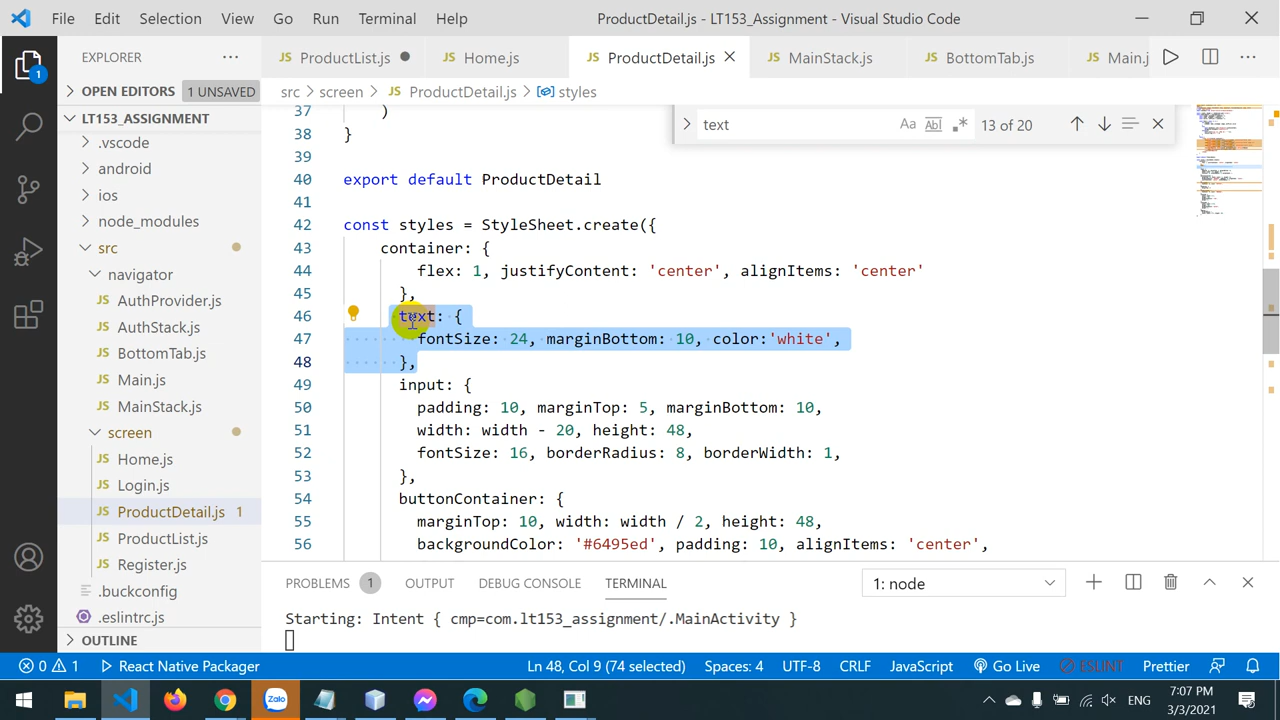 File Edit Selection View Go Run Terminal Help ProductDetail.js - LT153_Assignment - Visual Studio Code
EXPLORER
ProductList.js Home.js ProductDetail.js MainStack.js BottomTab.js Main.j
OPEN EDITORS 1 UNSAVED
src > screen > JS ProductDetail.js > styles
LT153_ASSIGNMENT
.vscode
android
ios
node_modules
src
navigator
JS AuthProvider.js
JS AuthStack.js
JS BottomTab.js
JS Main.js
JS MainStack.js
screen
JS Home.js
JS Login.js
JS ProductDetail.js 1
JS ProductList.js
JS Register.js
.buckconfig
.eslintrc.js
OUTLINE
text Aa Abl .* 13 of 20
37 )
38 }
39
40 export default ProductDetail
41
42 const styles = StyleSheet.create({
43 container: {
44 flex: 1, justifyContent: 'center', alignItems: 'center'
45 },
46 text: {
47 fontSize: 24, marginBottom: 10, color:'white',
48 },
49 input: {
50 padding: 10, marginTop: 5, marginBottom: 10,
51 width: width - 20, height: 48,
52 fontSize: 16, borderRadius: 8, borderWidth: 1,
53 },
54 buttonContainer: {
55 marginTop: 10, width: width / 2, height: 48,
56 backgroundColor: '#6495ed', padding: 10, alignItems: 'center',
PROBLEMS 1 OUTPUT DEBUG CONSOLE TERMINAL 1: node
Starting: Intent { cmp=com.lt153_assignment/.MainActivity }
0 1 React Native Packager Ln 48, Col 9 (74 selected) Spaces: 4 UTF-8 CRLF JavaScript Go Live ESLINT Prettier
Zalo ENG 7:07 PM
3/3/2021